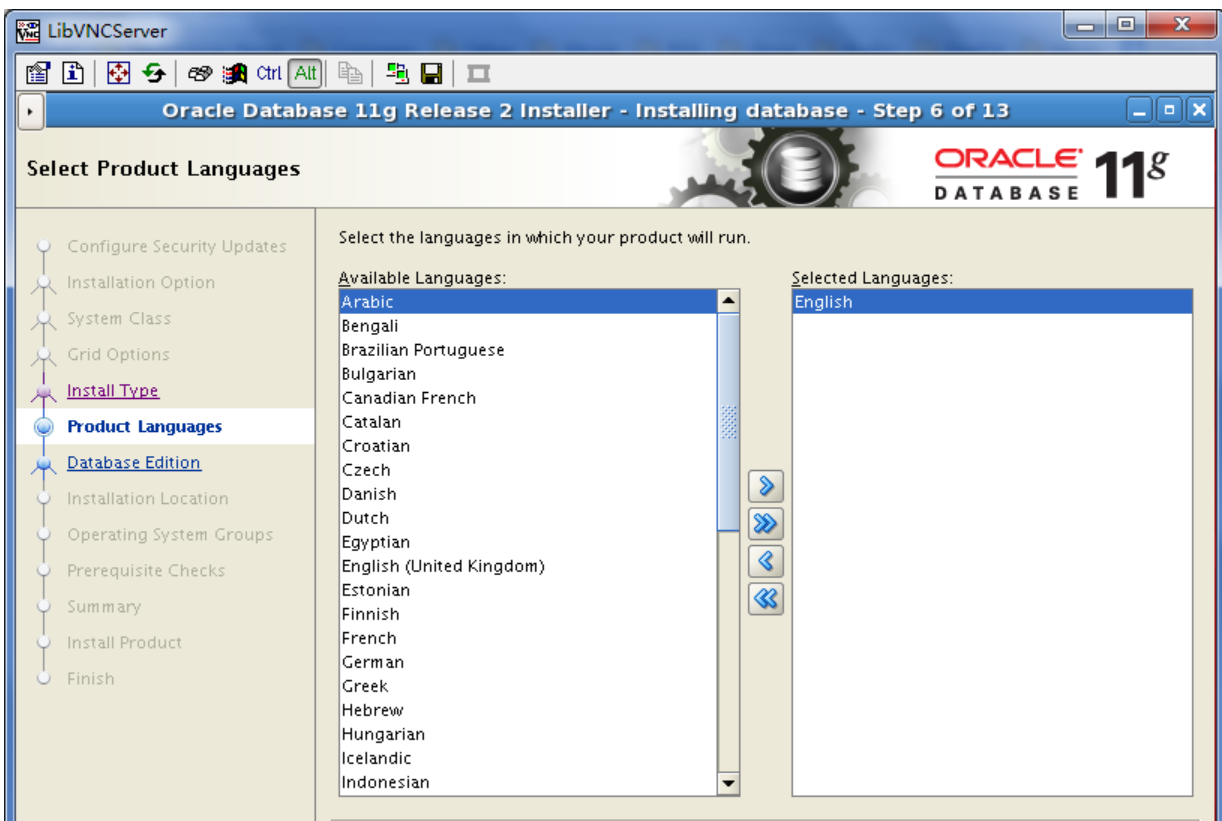 LibVNCServer
Ctrl Alt
Oracle Database 11g Release 2 Installer - Installing database - Step 6 of 13
Select Product Languages
ORACLE
DATABASE
11g
Configure Security Updates
Installation Option
System Class
Grid Options
Install Type
Product Languages
Database Edition
Installation Location
Operating System Groups
Prerequisite Checks
Summary
Install Product
Finish
Select the languages in which your product will run.
Available Languages:
Arabic
Bengali
Brazilian Portuguese
Bulgarian
Canadian French
Catalan
Croatian
Czech
Danish
Dutch
Egyptian
English (United Kingdom)
Estonian
Finnish
French
German
Greek
Hebrew
Hungarian
Icelandic
Indonesian
Selected Languages:
English